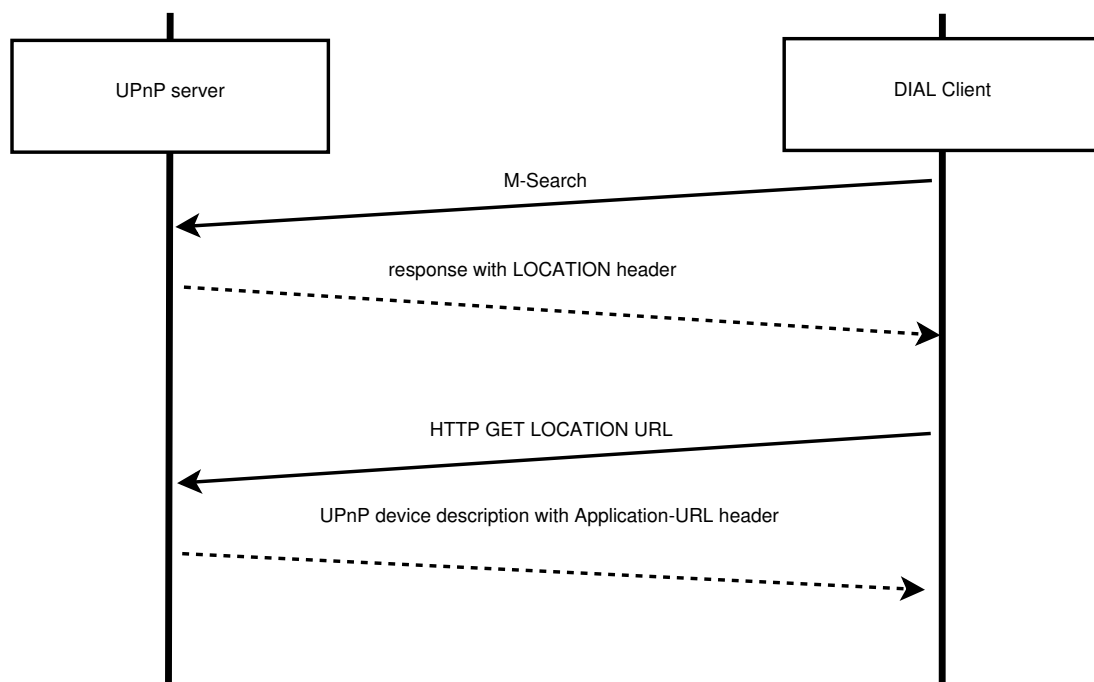 UPnP server
DIAL Client
M-Search
response with LOCATION header
HTTP GET LOCATION URL
UPnP device description with Application-URL header